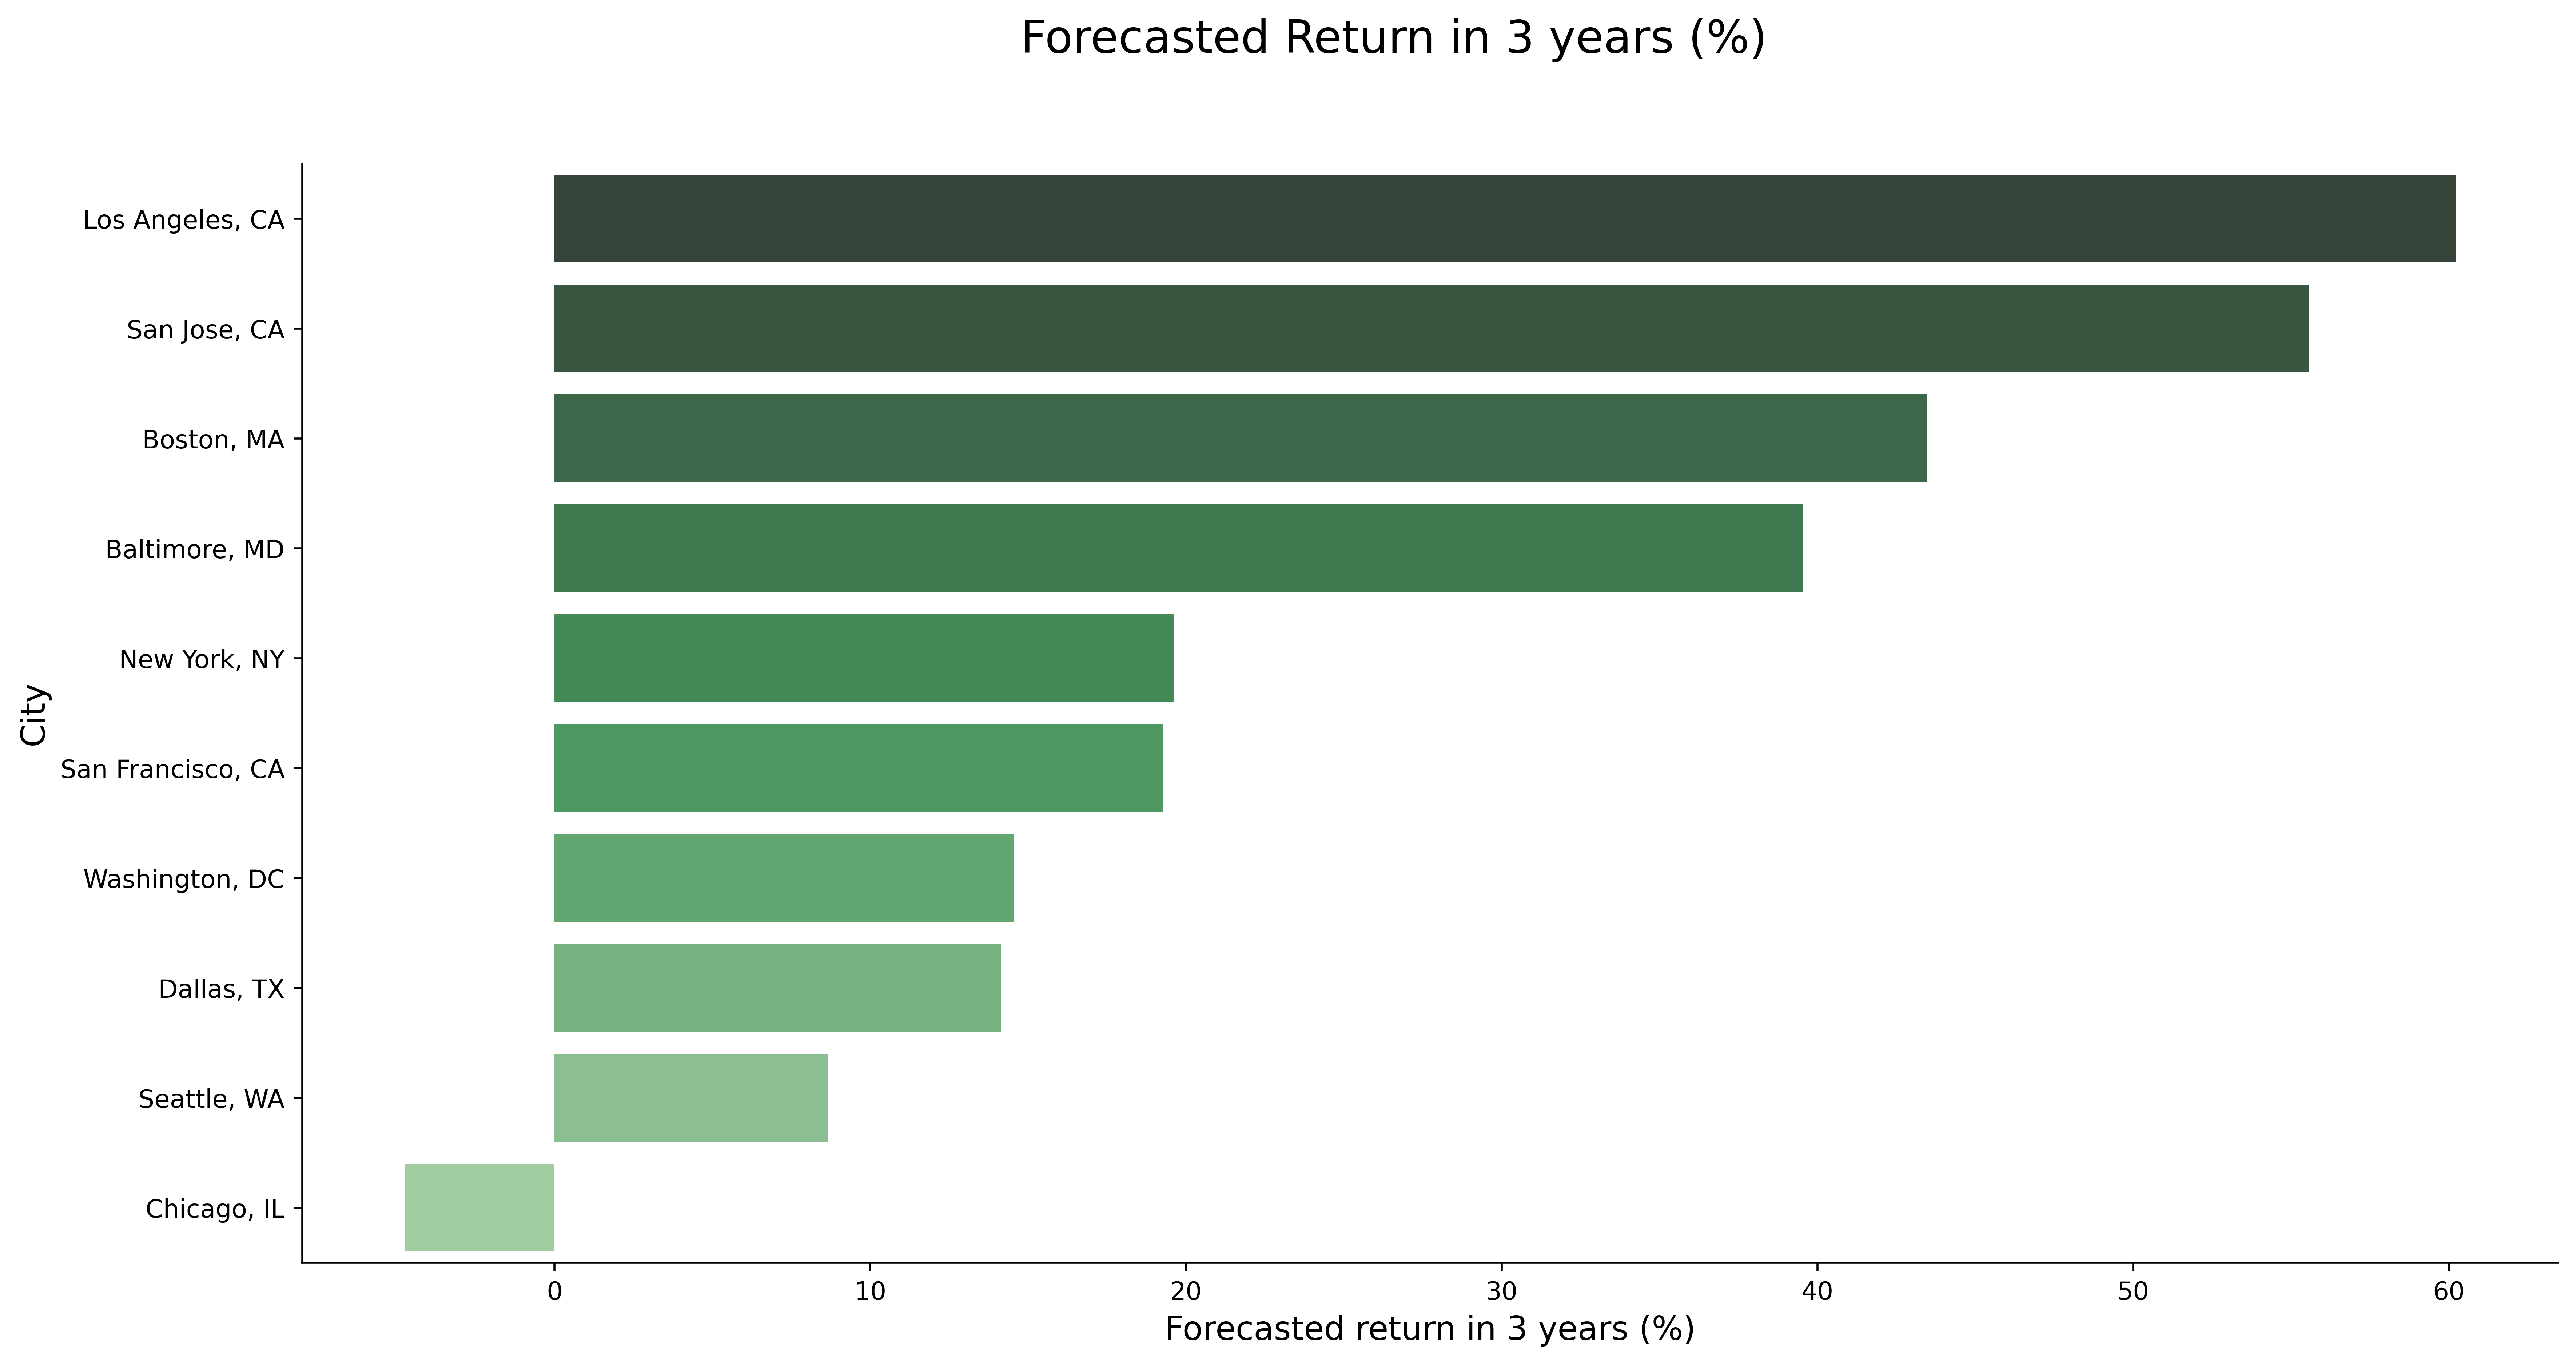 Forecasted Return in 3 years (%)
City
Los Angeles, CA
San Jose, CA
Boston, MA
Baltimore, MD
New York, NY
San Francisco, CA
Washington, DC
Dallas, TX
Seattle, WA
Chicago, IL
0 10 20 30 40 50 60
Forecasted return in 3 years (%)